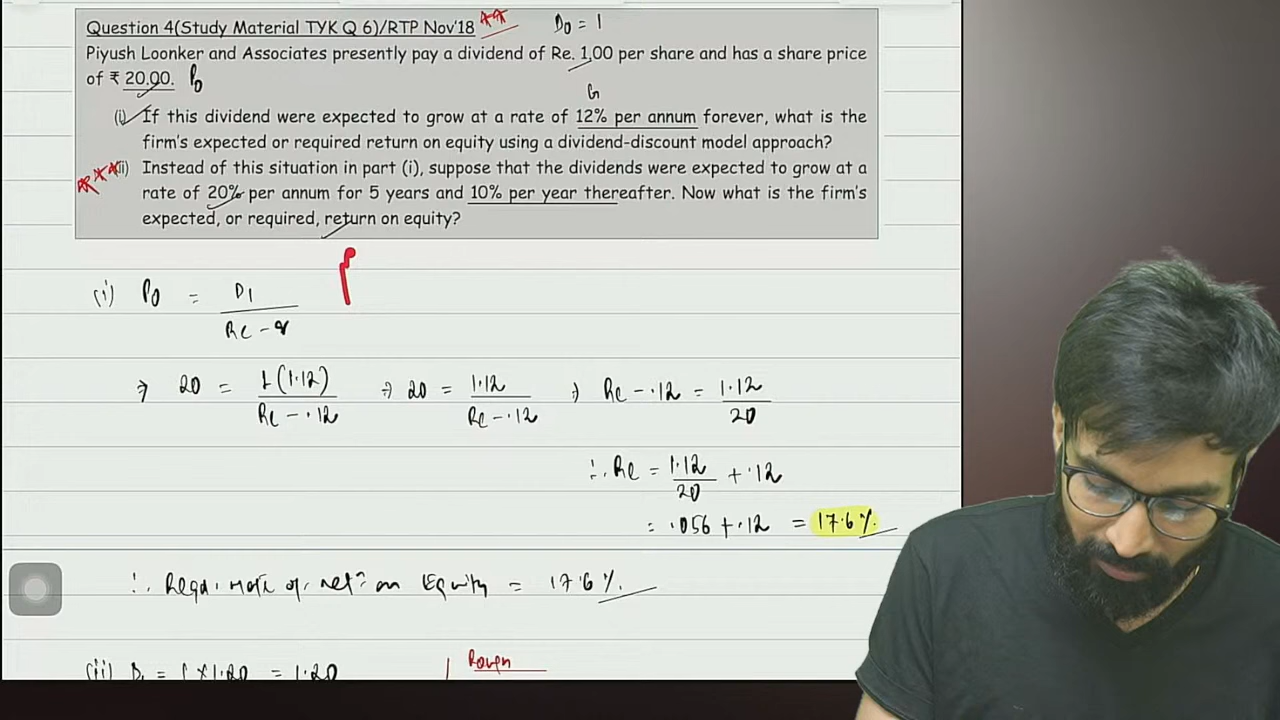 Question 4(Study Material TYK Q 6)/RTP Nov'18 D0 = 1
Piyush Loonker and Associates presently pay a dividend of Re. 1.00 per share and has a share price
of ₹ 20.00. P0
G
(i) If this dividend were expected to grow at a rate of 12% per annum forever, what is the
firm's expected or required return on equity using a dividend-discount model approach?
(ii) Instead of this situation in part (i), suppose that the dividends were expected to grow at a
rate of 20% per annum for 5 years and 10% per year thereafter. Now what is the firm's
expected, or required, return on equity?
(i) P0 = D1
Re - g
⇒ 20 = 1(1.12) ⇒ 20 = 1.12 ⇒ Re - .12 = 1.12
Re - .12 Re - .12 20
∴ Re = 1.12 + .12
20
= .056 + .12 = 17.6%
∴ Reqd. rate of retn on Equity = 17.6%
(ii) D1 = 1 × 1.20 = 1.20 Rough